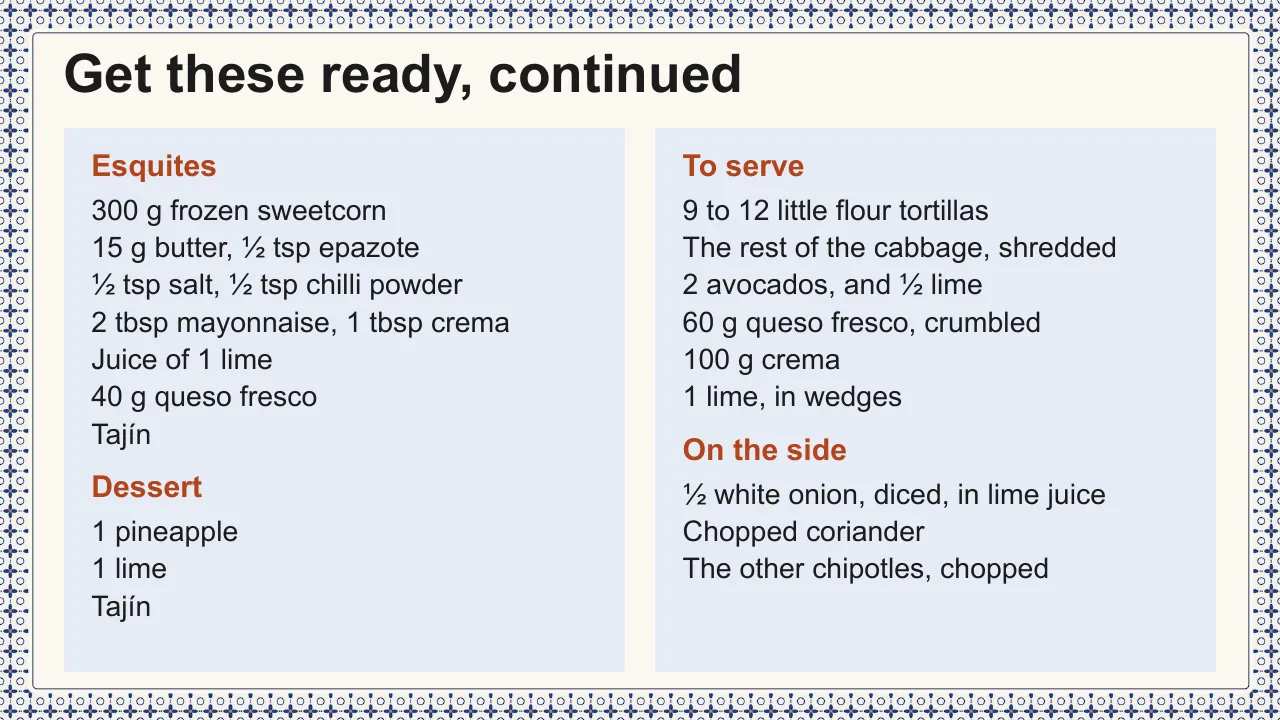 Get these ready, continued
Esquites
300 g frozen sweetcorn
15 g butter, ½ tsp epazote
½ tsp salt, ½ tsp chilli powder
2 tbsp mayonnaise, 1 tbsp crema
Juice of 1 lime
40 g queso fresco
Tajín
Dessert
1 pineapple
1 lime
Tajín
To serve
9 to 12 little flour tortillas
The rest of the cabbage, shredded
2 avocados, and ½ lime
60 g queso fresco, crumbled
100 g crema
1 lime, in wedges
On the side
½ white onion, diced, in lime juice
Chopped coriander
The other chipotles, chopped